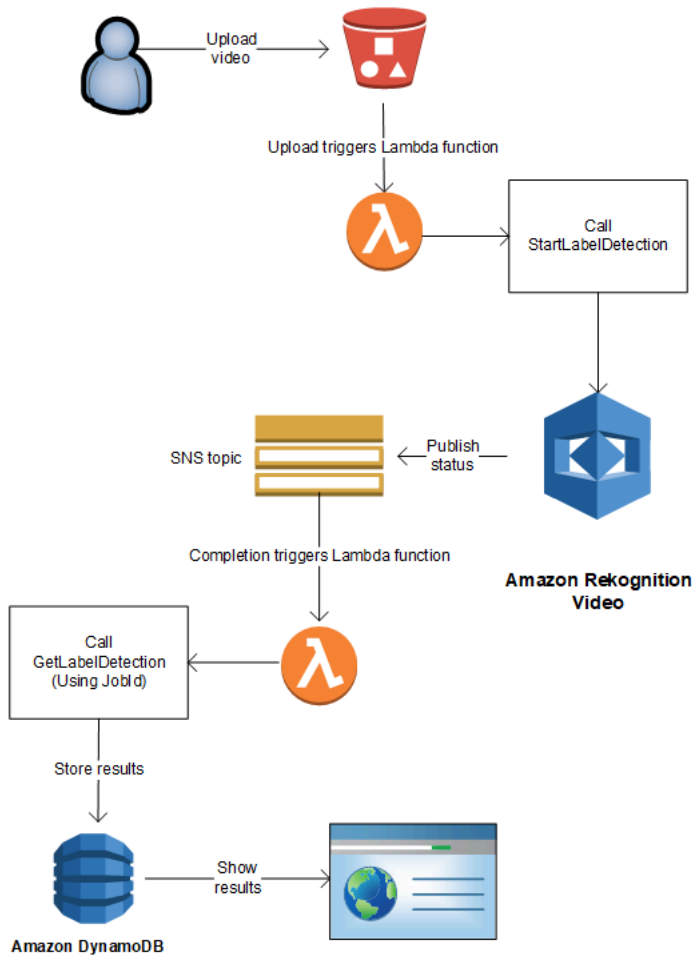 Upload
video
Upload triggers Lambda function
λ
Call
StartLabelDetection
Publish
status
SNS topic
Completion triggers Lambda function
Amazon Rekognition
Video
Call
GetLabelDetection
(Using JobId)
λ
Store results
Show
results
Amazon DynamoDB